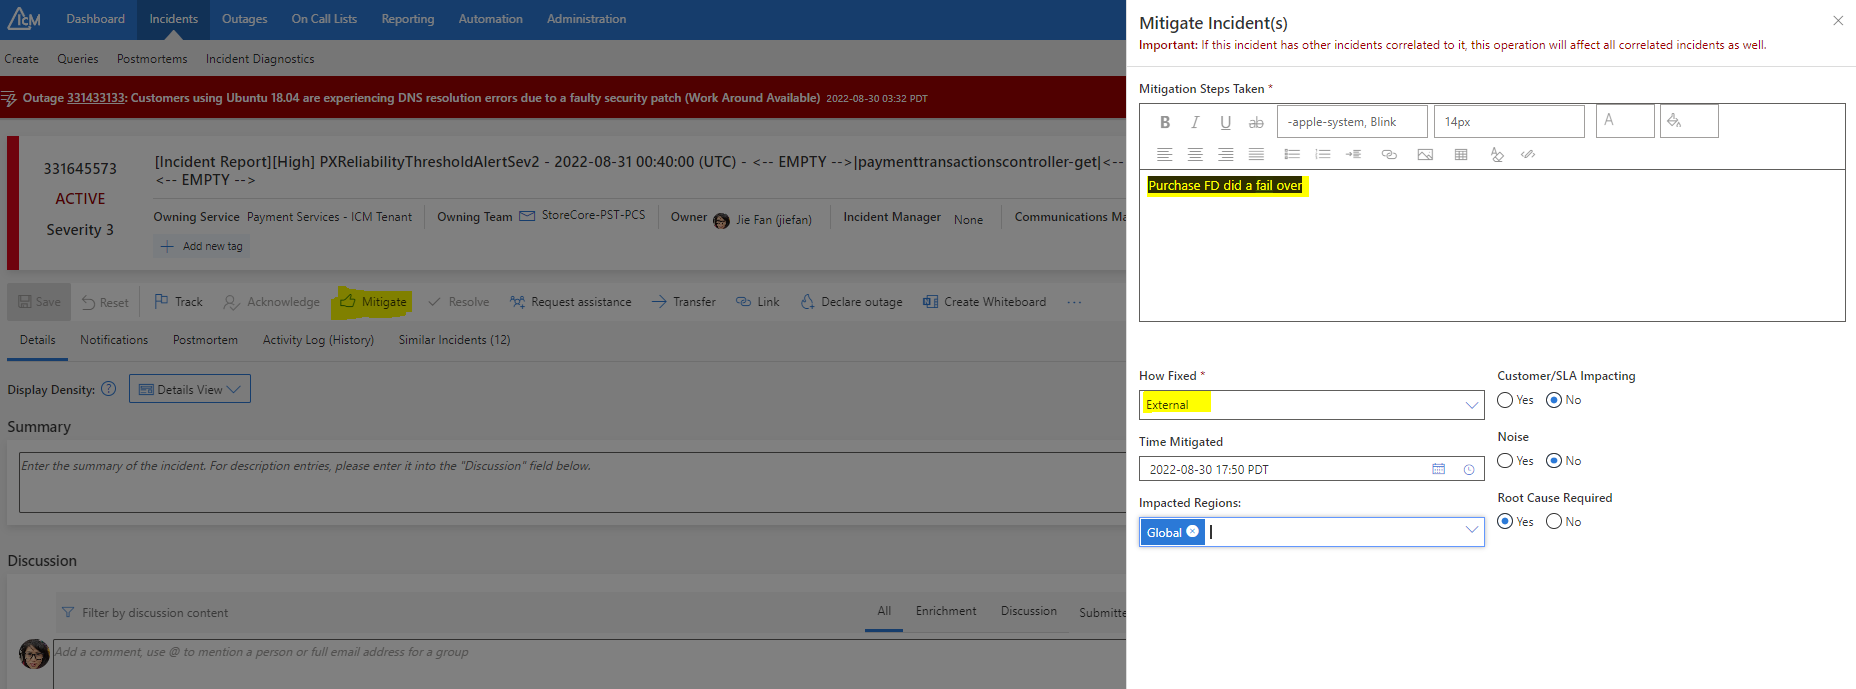 IcM Dashboard Incidents Outages On Call Lists Reporting Automation Administration
Create Queries Postmortems Incident Diagnostics
Outage 331433133: Customers using Ubuntu 18.04 are experiencing DNS resolution errors due to a faulty security patch (Work Around Available) 2022-08-30 03:32 PDT
331645573
ACTIVE
Severity 3
[Incident Report][High] PXReliabilityThresholdAlertSev2 - 2022-08-31 00:40:00 (UTC) - <-- EMPTY -->|paymenttransactionscontroller-get|<--
<-- EMPTY -->
Owning Service Payment Services - ICM Tenant Owning Team StoreCore-PST-PCS Owner Jie Fan (jiefan) Incident Manager None Communications Ma
Add new tag
Save Reset Track Acknowledge Mitigate Resolve Request assistance Transfer Link Declare outage Create Whiteboard ...
Details Notifications Postmortem Activity Log (History) Similar Incidents (12)
Display Density: ? Details View
Summary
Enter the summary of the incident. For description entries, please enter it into the "Discussion" field below.
Discussion
Filter by discussion content All Enrichment Discussion Submitte
Add a comment, use @ to mention a person or full email address for a group
Mitigate Incident(s)
Important: If this incident has other incidents correlated to it, this operation will affect all correlated incidents as well.
Mitigation Steps Taken *
B I U ab -apple-system, Blink 14px A
Purchase FD did a fail over
How Fixed *
External
Time Mitigated
2022-08-30 17:50 PDT
Impacted Regions:
Global
Customer/SLA Impacting
Yes No
Noise
Yes No
Root Cause Required
Yes No